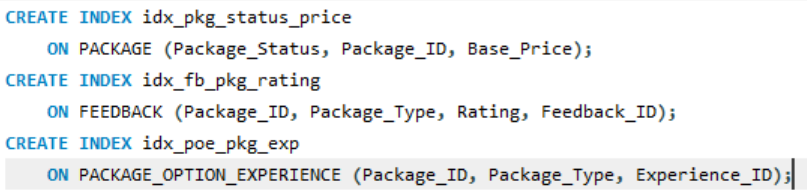 CREATE INDEX idx_pkg_status_price
    ON PACKAGE (Package_Status, Package_ID, Base_Price);
CREATE INDEX idx_fb_pkg_rating
    ON FEEDBACK (Package_ID, Package_Type, Rating, Feedback_ID);
CREATE INDEX idx_poe_pkg_exp
    ON PACKAGE_OPTION_EXPERIENCE (Package_ID, Package_Type, Experience_ID);